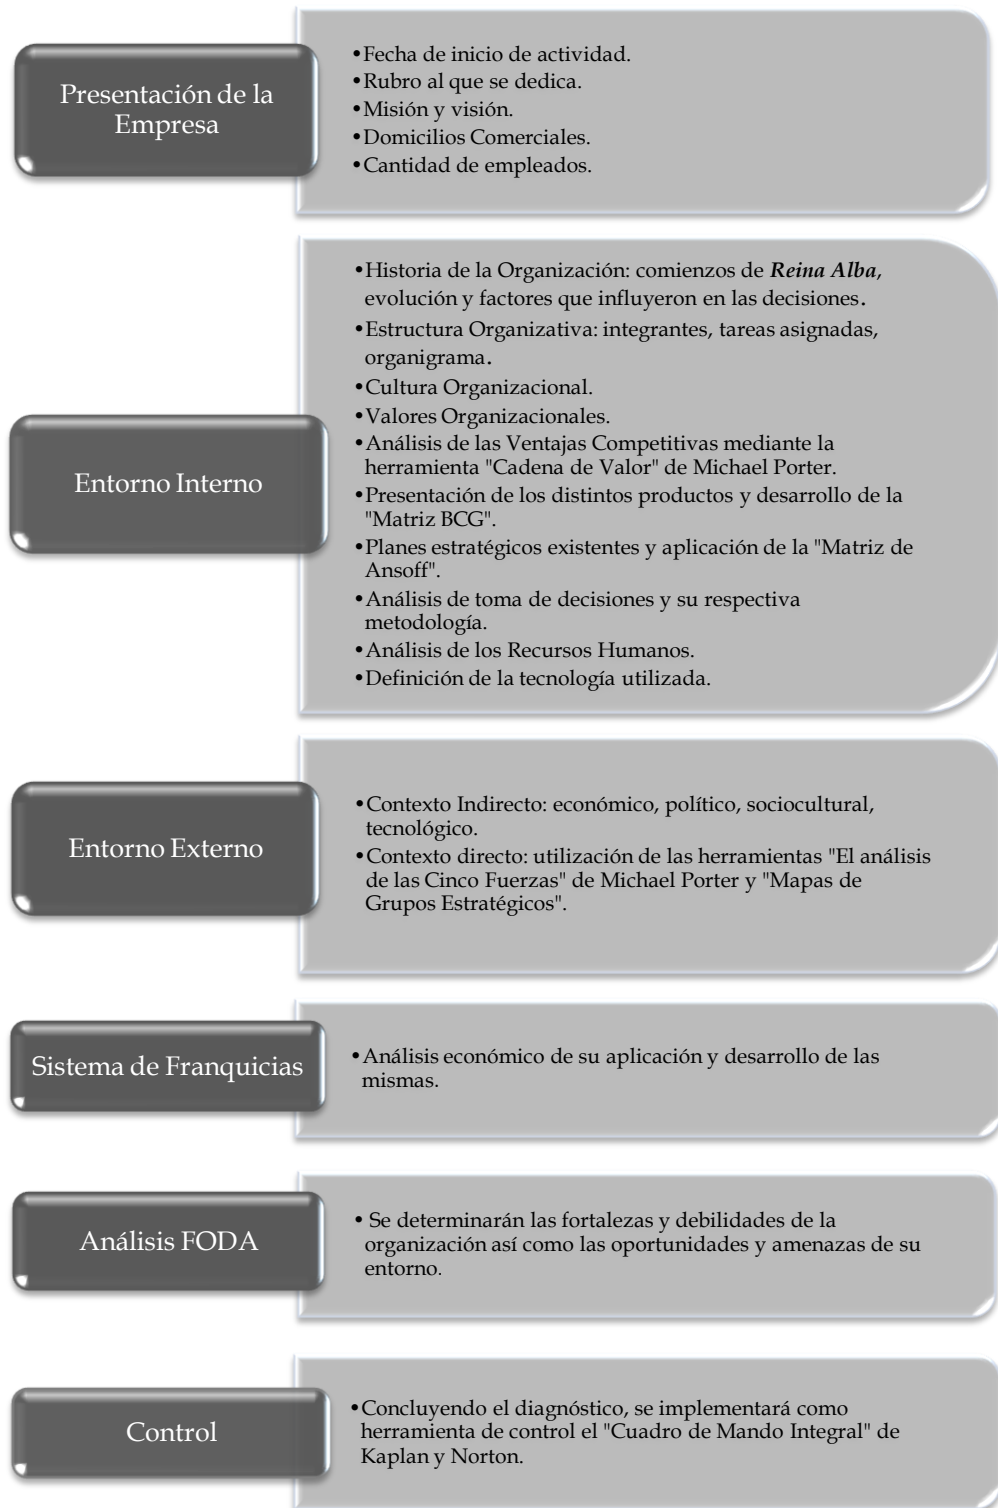 Presentación de la
Empresa
•Fecha de inicio de actividad.
•Rubro al que se dedica.
•Misión y visión.
•Domicilios Comerciales.
•Cantidad de empleados.
Entorno Interno
•Historia de la Organización: comienzos de Reina Alba,
evolución y factores que influyeron en las decisiones.
•Estructura Organizativa: integrantes, tareas asignadas,
organigrama.
•Cultura Organizacional.
•Valores Organizacionales.
•Análisis de las Ventajas Competitivas mediante la
herramienta "Cadena de Valor" de Michael Porter.
•Presentación de los distintos productos y desarrollo de la
"Matriz BCG".
•Planes estratégicos existentes y aplicación de la "Matriz de
Ansoff".
•Análisis de toma de decisiones y su respectiva
metodología.
•Análisis de los Recursos Humanos.
•Definición de la tecnología utilizada.
Entorno Externo
•Contexto Indirecto: económico, político, sociocultural,
tecnológico.
•Contexto directo: utilización de las herramientas "El análisis
de las Cinco Fuerzas" de Michael Porter y "Mapas de
Grupos Estratégicos".
Sistema de Franquicias
•Análisis económico de su aplicación y desarrollo de las
mismas.
Análisis FODA
• Se determinarán las fortalezas y debilidades de la
organización así como las oportunidades y amenazas de su
entorno.
Control
•Concluyendo el diagnóstico, se implementará como
herramienta de control el "Cuadro de Mando Integral" de
Kaplan y Norton.